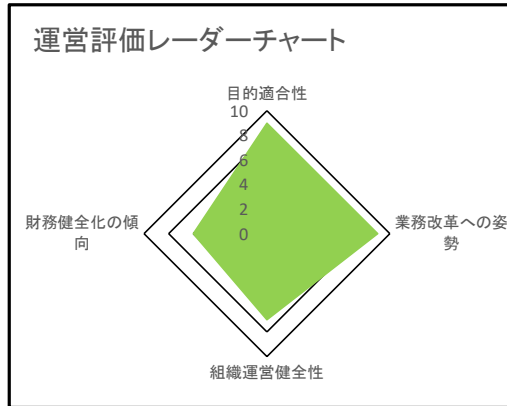 運営評価レーダーチャート
目的適合性
10
8
6
4
2
0
業務改革への姿
勢
組織運営健全性
財務健全化の傾
向